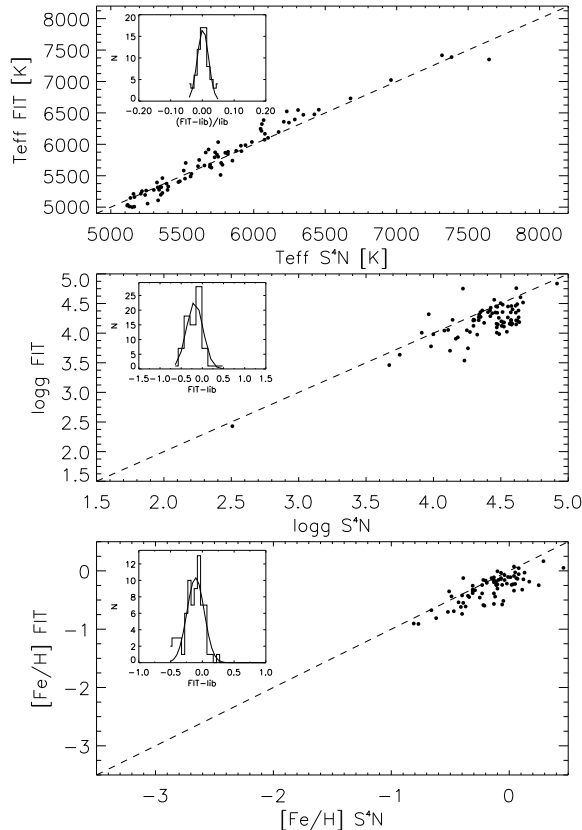 8000
7500
7000
6500
6000
5500
5000
Teff FIT [K]
20
15
10
5
0
N
-0.20 -0.10 0.00 0.10 0.20
(FIT-lib)/lib
5000 5500 6000 6500 7000 7500 8000
Teff S⁴N [K]
5.0
4.5
4.0
3.5
3.0
2.5
2.0
1.5
logg FIT
25
20
15
10
5
0
N
-1.5 -1.0 -0.5 0.0 0.5 1.0 1.5
FIT-lib
1.5 2.0 2.5 3.0 3.5 4.0 4.5 5.0
logg S⁴N
0
-1
-2
-3
[Fe/H] FIT
12
10
8
6
4
2
0
N
-1.0 -0.5 0.0 0.5 1.0
FIT-lib
-3 -2 -1 0
[Fe/H] S⁴N